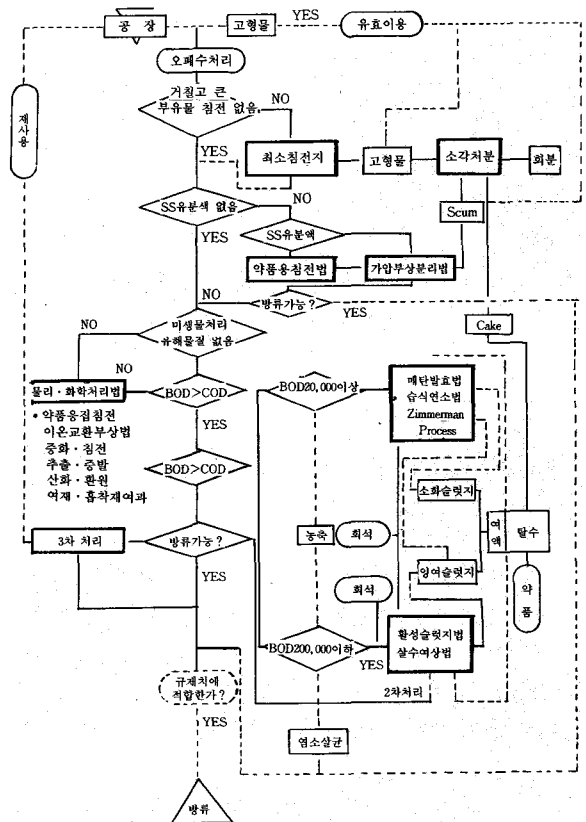 공 장
고형물
YES
유효이용
오폐수처리
재사용
거칠고 큰
부유물 침전 없음
NO
YES
최소침전지
고형물
소각처분
회분
SS유분색 없음
NO
Scum
YES
SS유분액
약품응침전법
가압부상분리법
NO
방류가능?
YES
미생물처리
유해물질 없음
NO
Cake
NO
물리·화학처리법
BOD>COD
BOD20,000이상
매탄발효법
습식연소법
Zimmerman
Process
• 약품응집침전
이온교환부상법
중화·침전
추출·증발
산화·환원
여재·흡착재여과
YES
BOD>COD
소화슬럿지
3차 처리
방류가능?
농축
희석
여액
탈수
잉여슬럿지
YES
희석
약품
BOD200,000이하
YES
활성슬럿지법
살수여상법
규제치에
적합한가?
2차처리
YES
염소살균
방류